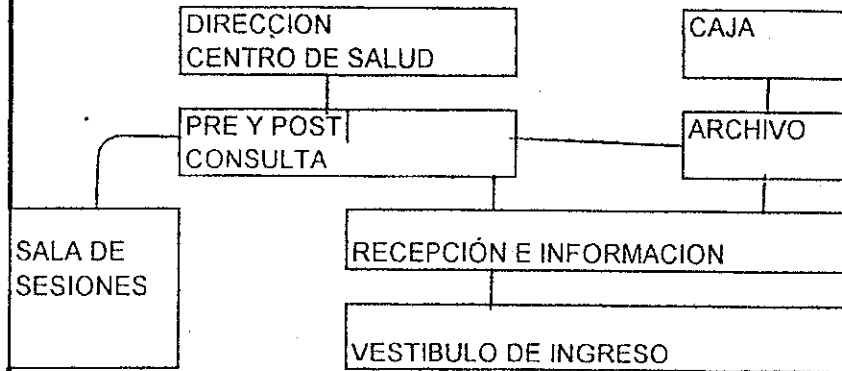 DIRECCION
CENTRO DE SALUD
CAJA
PRE Y POST
CONSULTA
ARCHIVO
SALA DE
SESIONES
RECEPCIÓN E INFORMACION
VESTIBULO DE INGRESO